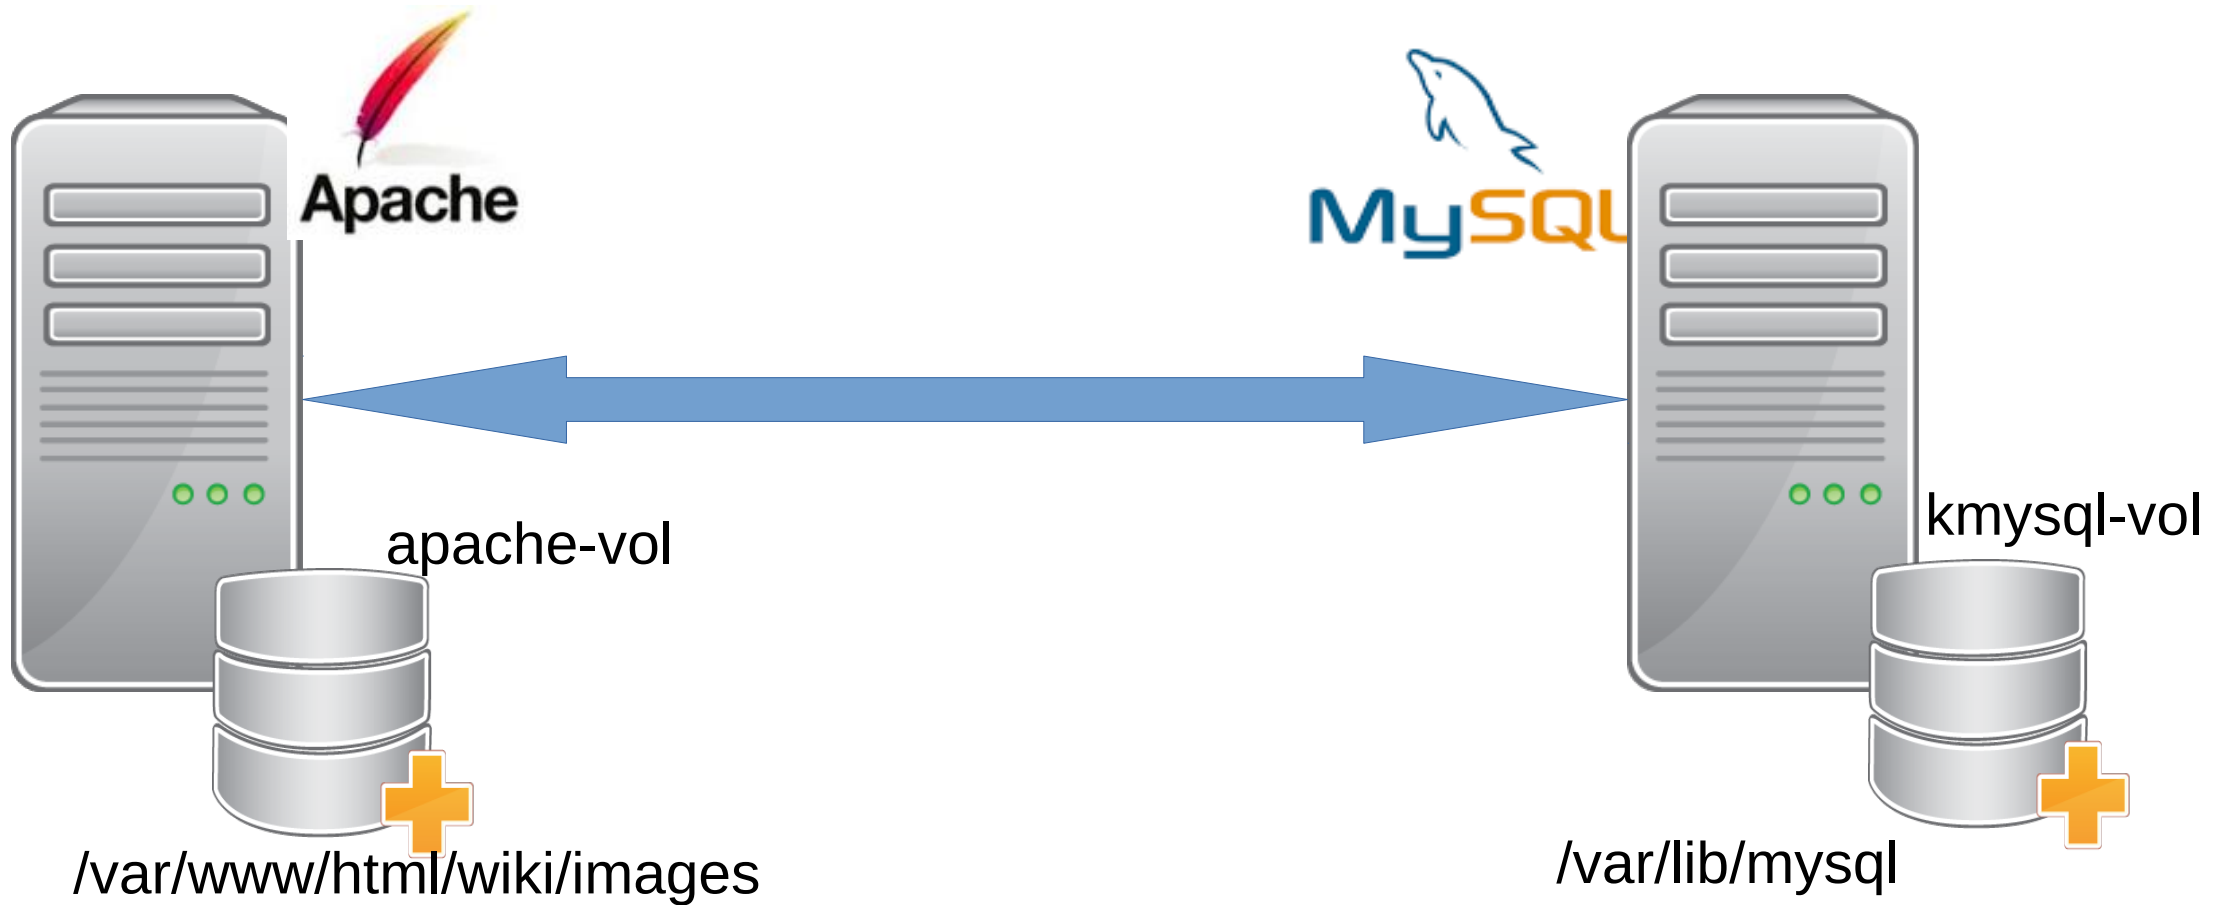 Apache
MySQL
apache-vol
kmysql-vol
/var/www/html/wiki/images
/var/lib/mysql